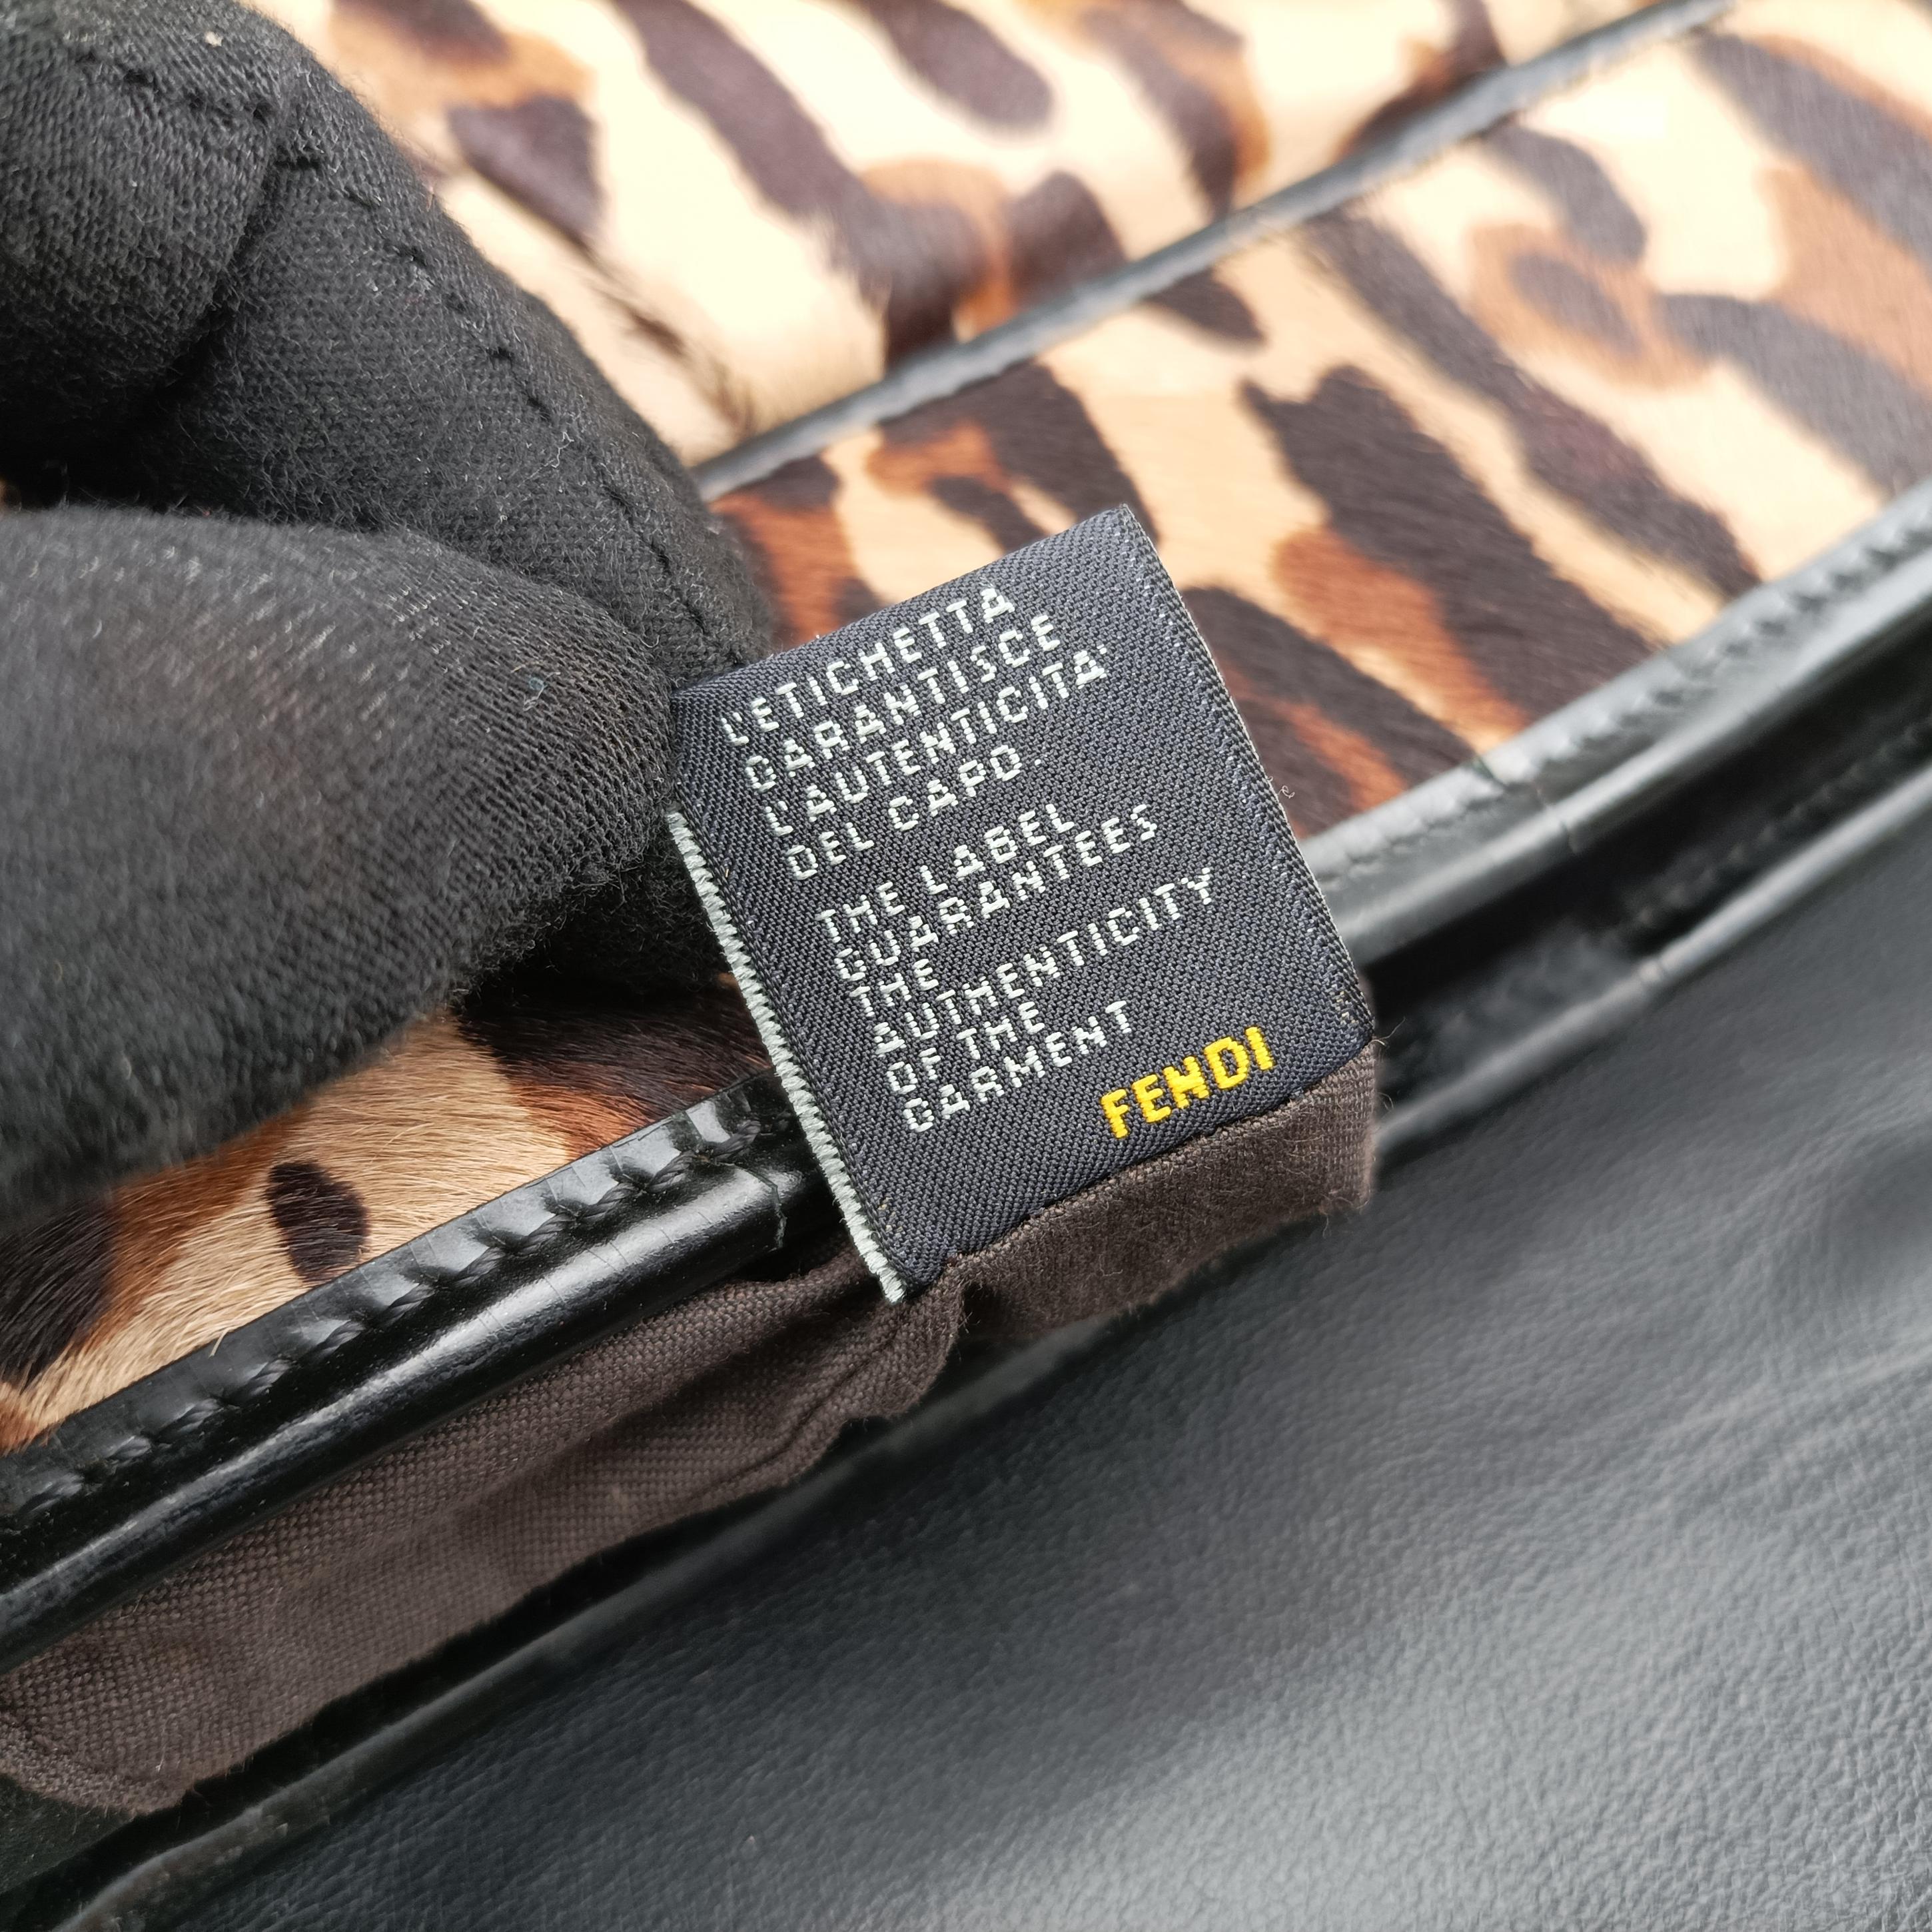 L'ETICHETTA
GARANTISCE
L'AUTENTICITA'
DEL CAPO.
THE LABEL
GUARANTEES
THE
AUTHENTICITY
OF THE
GARMENT
FENDI